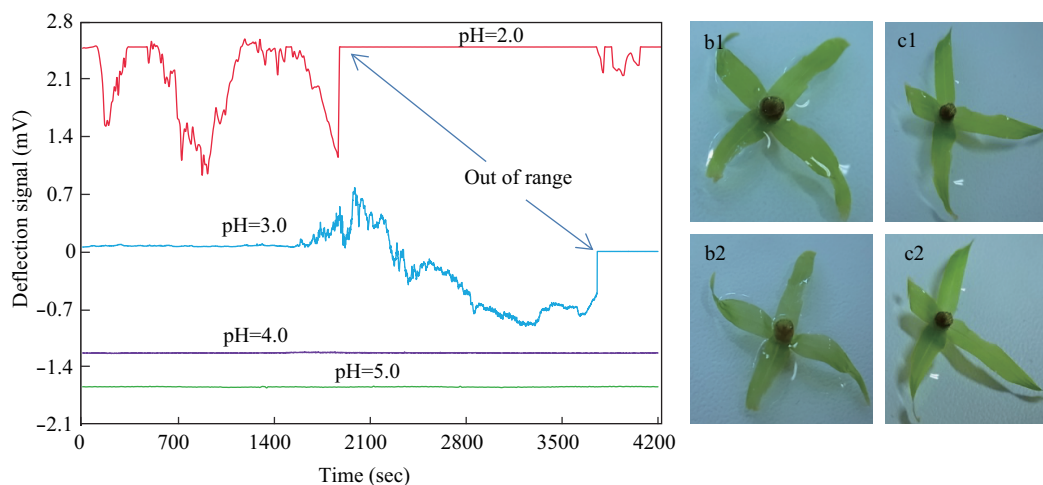 2.8
2.1
1.4
0.7
0
−0.7
−1.4
−2.1
Deflection signal (mV)
pH=2.0
Out of range
pH=3.0
pH=4.0
pH=5.0
0 700 1400 2100 2800 3500 4200
Time (sec)
b1
c1
b2
c2